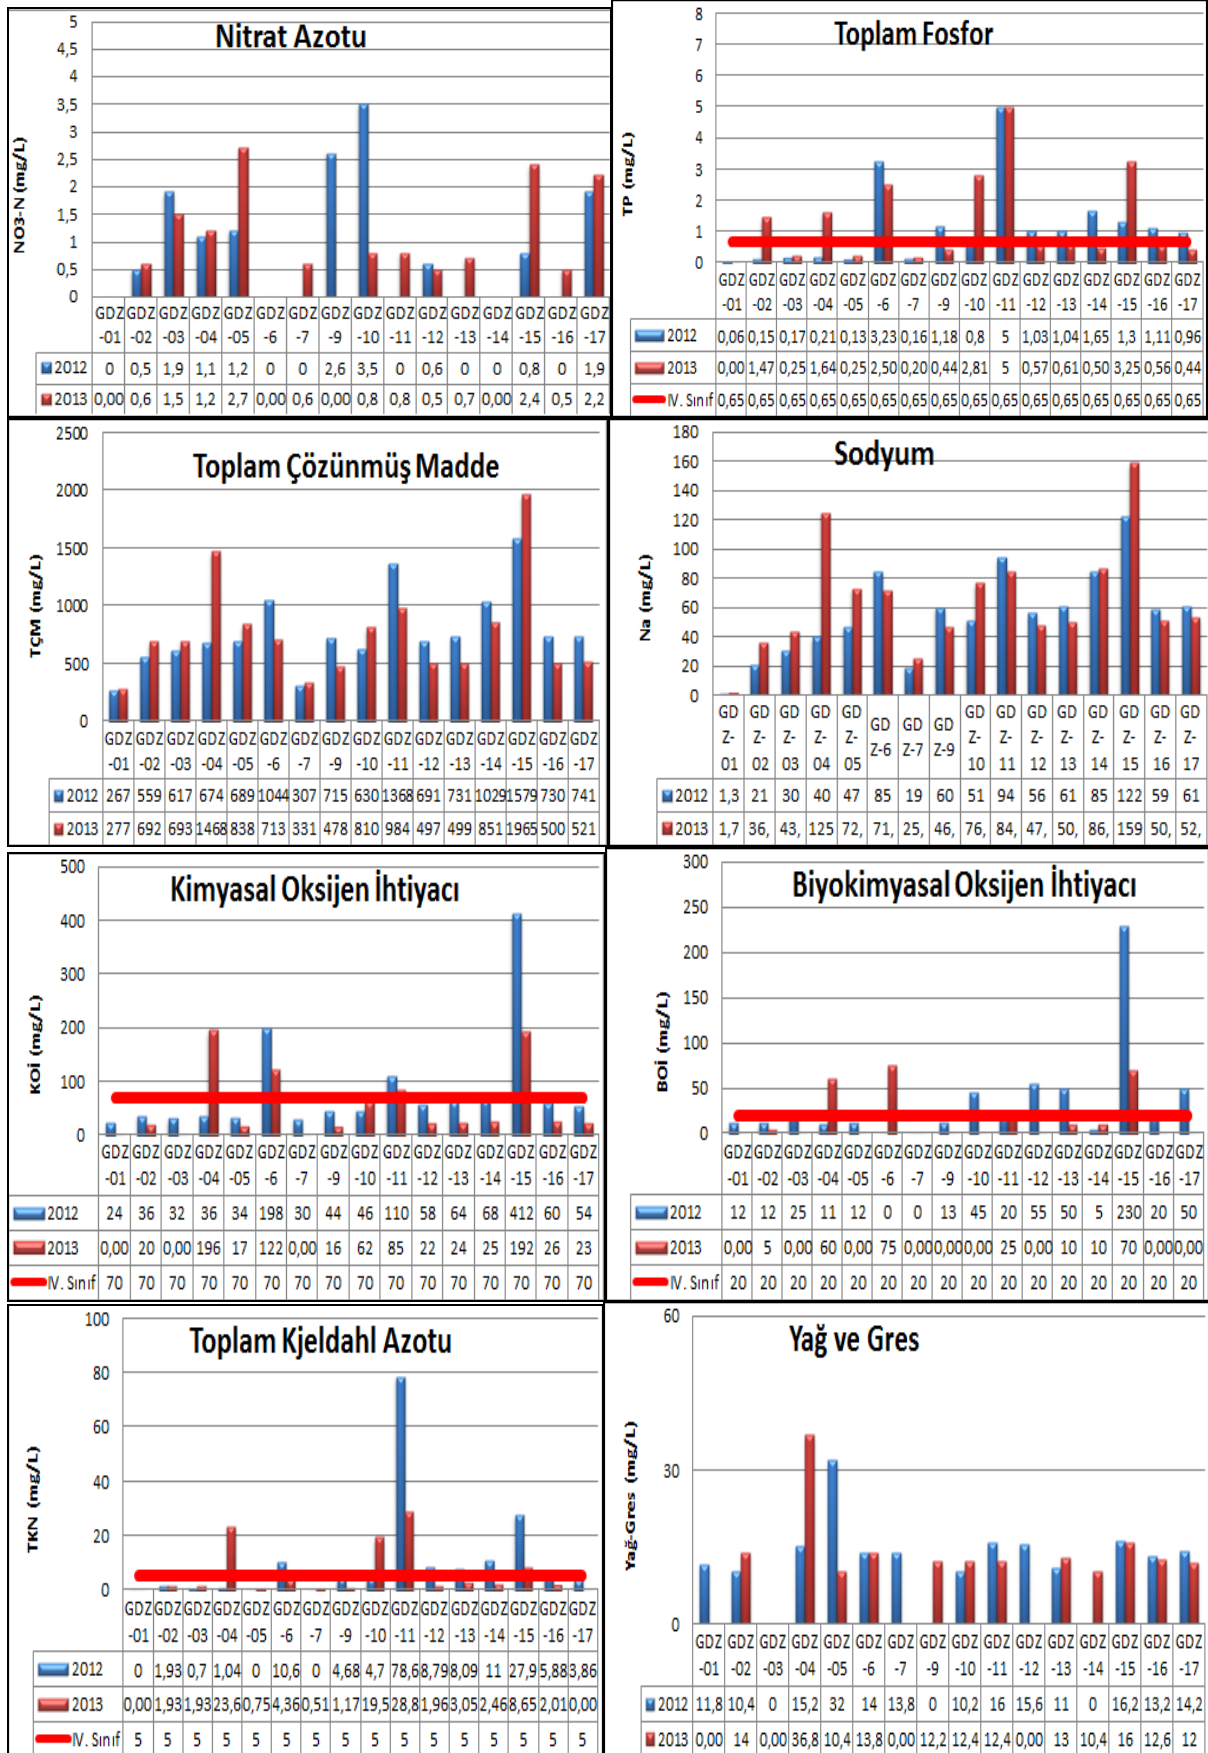 Nitrat Azotu
NO3-N (mg/L)
5
4,5
4
3,5
3
2,5
2
1,5
1
0,5
0
GDZ -01 GDZ -02 GDZ -03 GDZ -04 GDZ -05 GDZ -6 GDZ -7 GDZ -9 GDZ -10 GDZ -11 GDZ -12 GDZ -13 GDZ -14 GDZ -15 GDZ -16 GDZ -17
2012 0 0,5 1,9 1,1 1,2 0 0 2,6 3,5 0 0,6 0 0 0,8 0 1,9
2013 0,00 0,6 1,5 1,2 2,7 0,00 0,6 0,00 0,8 0,8 0,5 0,7 0,00 2,4 0,5 2,2
Toplam Fosfor
TP (mg/L)
8
7
6
5
4
3
2
1
0
GDZ -01 GDZ -02 GDZ -03 GDZ -04 GDZ -05 GDZ -6 GDZ -7 GDZ -9 GDZ -10 GDZ -11 GDZ -12 GDZ -13 GDZ -14 GDZ -15 GDZ -16 GDZ -17
2012 0,06 0,15 0,17 0,21 0,13 3,23 0,16 1,18 0,8 5 1,03 1,04 1,65 1,3 1,11 0,96
2013 0,00 1,47 0,25 1,64 0,25 2,50 0,20 0,44 2,81 5 0,57 0,61 0,50 3,25 0,56 0,44
IV. Sınıf 0,65 0,65 0,65 0,65 0,65 0,65 0,65 0,65 0,65 0,65 0,65 0,65 0,65 0,65 0,65 0,65
Toplam Çözünmüş Madde
TÇM (mg/L)
2500
2000
1500
1000
500
0
GDZ -01 GDZ -02 GDZ -03 GDZ -04 GDZ -05 GDZ -6 GDZ -7 GDZ -9 GDZ -10 GDZ -11 GDZ -12 GDZ -13 GDZ -14 GDZ -15 GDZ -16 GDZ -17
2012 267 559 617 674 689 1044 307 715 630 1368 691 731 1029 1579 730 741
2013 277 692 693 1468 838 713 331 478 810 984 497 499 851 1965 500 521
Sodyum
Na (mg/L)
180
160
140
120
100
80
60
40
20
0
GD Z- 01 GD Z- 02 GD Z- 03 GD Z- 04 GD Z- 05 GD Z-6 GD Z-7 GD Z-9 GD Z- 10 GD Z- 11 GD Z- 12 GD Z- 13 GD Z- 14 GD Z- 15 GD Z- 16 GD Z- 17
2012 1,3 21 30 40 47 85 19 60 51 94 56 61 85 122 59 61
2013 1,7 36, 43, 125 72, 71, 25, 46, 76, 84, 47, 50, 86, 159 50, 52,
Kimyasal Oksijen İhtiyacı
KOİ (mg/L)
500
400
300
200
100
0
GDZ -01 GDZ -02 GDZ -03 GDZ -04 GDZ -05 GDZ -6 GDZ -7 GDZ -9 GDZ -10 GDZ -11 GDZ -12 GDZ -13 GDZ -14 GDZ -15 GDZ -16 GDZ -17
2012 24 36 32 36 34 198 30 44 46 110 58 64 68 412 60 54
2013 0,00 20 0,00 196 17 122 0,00 16 62 85 22 24 25 192 26 23
IV. Sınıf 70 70 70 70 70 70 70 70 70 70 70 70 70 70 70 70
Biyokimyasal Oksijen İhtiyacı
BOİ (mg/L)
300
250
200
150
100
50
0
GDZ -01 GDZ -02 GDZ -03 GDZ -04 GDZ -05 GDZ -6 GDZ -7 GDZ -9 GDZ -10 GDZ -11 GDZ -12 GDZ -13 GDZ -14 GDZ -15 GDZ -16 GDZ -17
2012 12 12 25 11 12 0 0 13 45 20 55 50 5 230 20 50
2013 0,00 5 0,00 60 0,00 75 0,00 0,00 0,00 25 0,00 10 10 70 0,00 0,00
IV. Sınıf 20 20 20 20 20 20 20 20 20 20 20 20 20 20 20 20
Toplam Kjeldahl Azotu
TKN (mg/L)
100
80
60
40
20
0
GDZ -01 GDZ -02 GDZ -03 GDZ -04 GDZ -05 GDZ -6 GDZ -7 GDZ -9 GDZ -10 GDZ -11 GDZ -12 GDZ -13 GDZ -14 GDZ -15 GDZ -16 GDZ -17
2012 0 1,93 0,7 1,04 0 10,6 0 4,68 4,7 78,6 8,79 8,09 11 27,9 5,88 3,86
2013 0,00 1,93 1,93 23,6 0,75 4,36 0,51 1,17 19,5 28,8 1,96 3,05 2,46 8,65 2,01 0,00
IV. Sınıf 5 5 5 5 5 5 5 5 5 5 5 5 5 5 5 5
Yağ ve Gres
Yağ-Gres (mg/L)
60
30
0
GDZ -01 GDZ -02 GDZ -03 GDZ -04 GDZ -05 GDZ -6 GDZ -7 GDZ -9 GDZ -10 GDZ -11 GDZ -12 GDZ -13 GDZ -14 GDZ -15 GDZ -16 GDZ -17
2012 11,8 10,4 0 15,2 32 14 13,8 0 10,2 16 15,6 11 0 16,2 13,2 14,2
2013 0,00 14 0,00 36,8 10,4 13,8 0,00 12,2 12,4 12,4 0,00 13 10,4 16 12,6 12